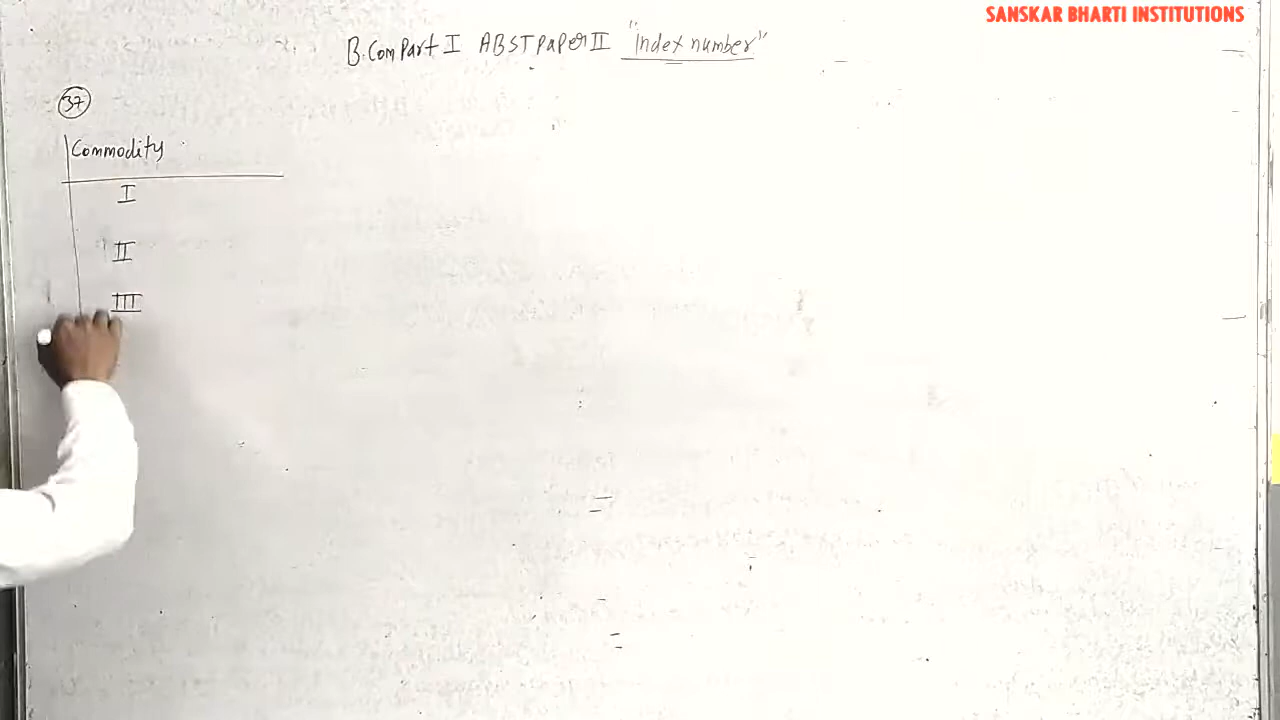 SANSKAR BHARTI INSTITUTIONS
B.Com Part I ABST Paper II "Index number"
37
Commodity
I
II
III